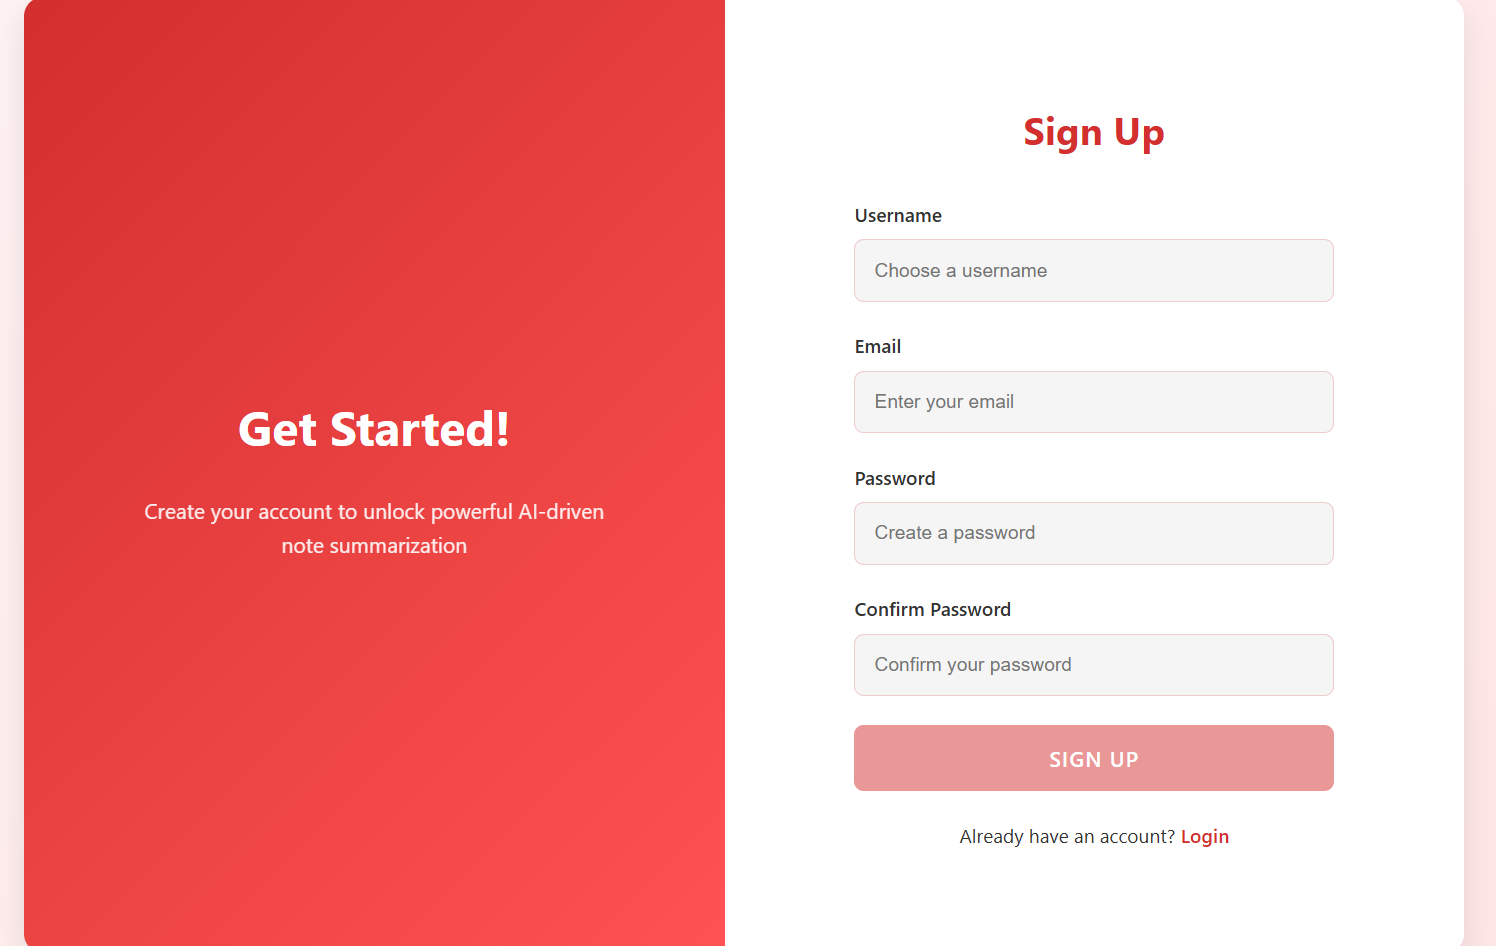 Get Started!
Create your account to unlock powerful AI-driven
note summarization
Sign Up
Username
Choose a username
Email
Enter your email
Password
Create a password
Confirm Password
Confirm your password
SIGN UP
Already have an account? Login